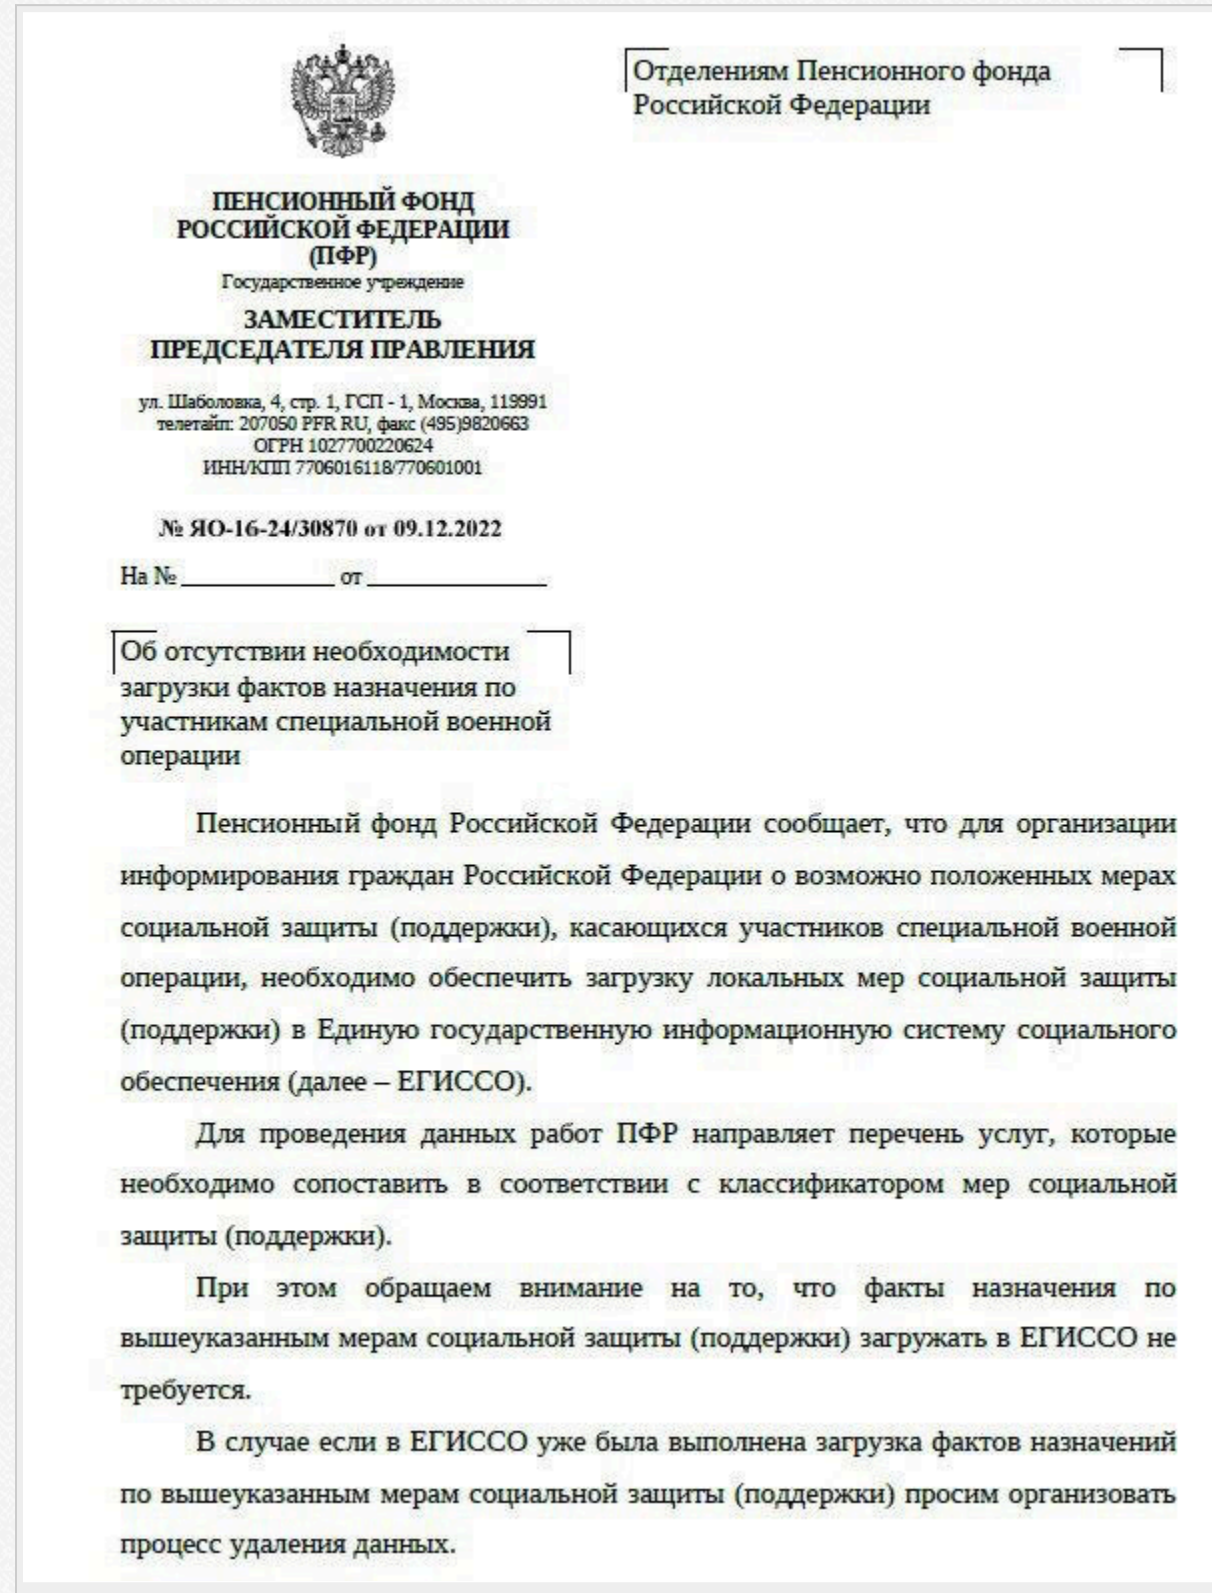 Отделениям Пенсионного фонда
Российской Федерации
ПЕНСИОННЫЙ ФОНД
РОССИЙСКОЙ ФЕДЕРАЦИИ
(ПФР)
Государственное учреждение
ЗАМЕСТИТЕЛЬ
ПРЕДСЕДАТЕЛЯ ПРАВЛЕНИЯ
ул. Шаболовка, 4, стр. 1, ГСП - 1, Москва, 119991
телетайп: 207050 PFR RU, факс (495)9820663
ОГРН 1027700220624
ИНН/КПП 7706016118/770601001
№ ЯО-16-24/30870 от 09.12.2022
На № ____________ от ______________
Об отсутствии необходимости
загрузки фактов назначения по
участникам специальной военной
операции
Пенсионный фонд Российской Федерации сообщает, что для организации
информирования граждан Российской Федерации о возможно положенных мерах
социальной защиты (поддержки), касающихся участников специальной военной
операции, необходимо обеспечить загрузку локальных мер социальной защиты
(поддержки) в Единую государственную информационную систему социального
обеспечения (далее – ЕГИССО).
Для проведения данных работ ПФР направляет перечень услуг, которые
необходимо сопоставить в соответствии с классификатором мер социальной
защиты (поддержки).
При этом обращаем внимание на то, что факты назначения по
вышеуказанным мерам социальной защиты (поддержки) загружать в ЕГИССО не
требуется.
В случае если в ЕГИССО уже была выполнена загрузка фактов назначений
по вышеуказанным мерам социальной защиты (поддержки) просим организовать
процесс удаления данных.